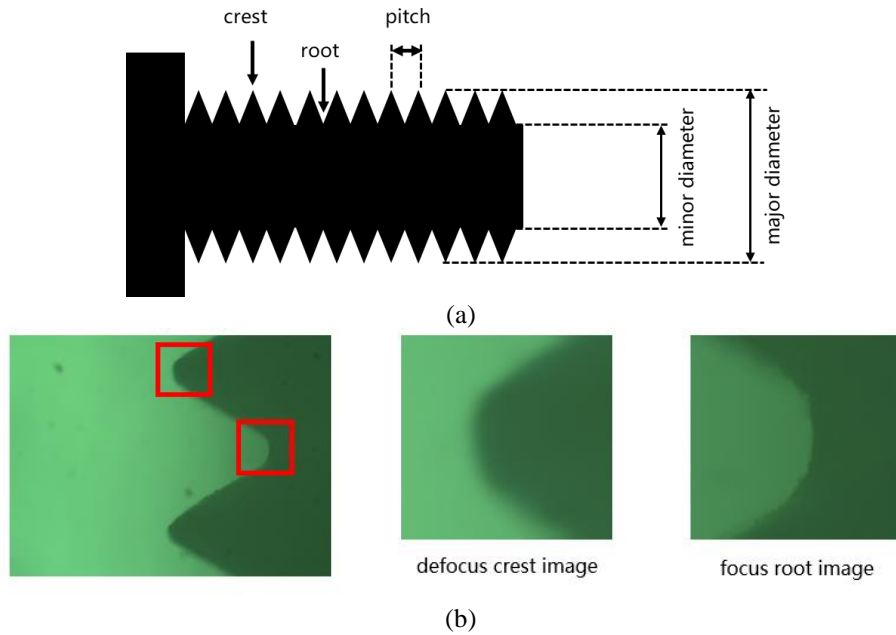 crest
root
pitch
minor diameter
major diameter
(a)
defocus crest image
focus root image
(b)